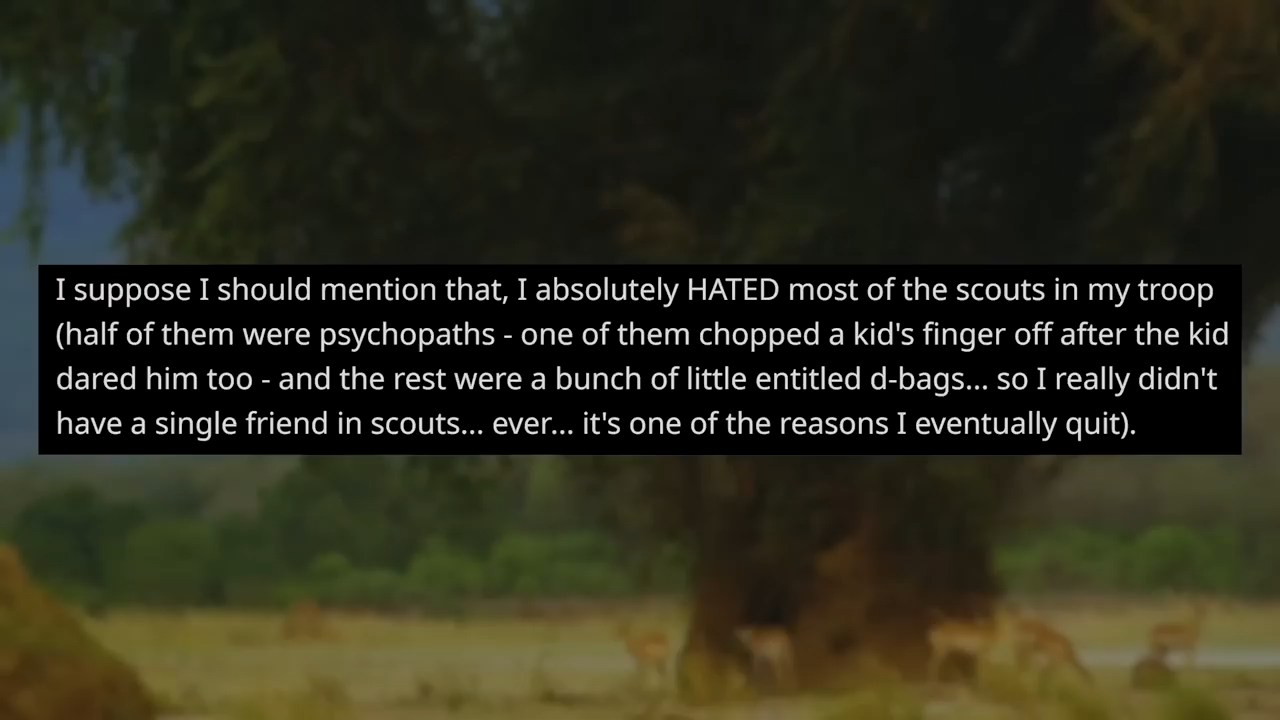 I suppose I should mention that, I absolutely HATED most of the scouts in my troop
(half of them were psychopaths - one of them chopped a kid's finger off after the kid
dared him too - and the rest were a bunch of little entitled d-bags... so I really didn't
have a single friend in scouts... ever... it's one of the reasons I eventually quit).